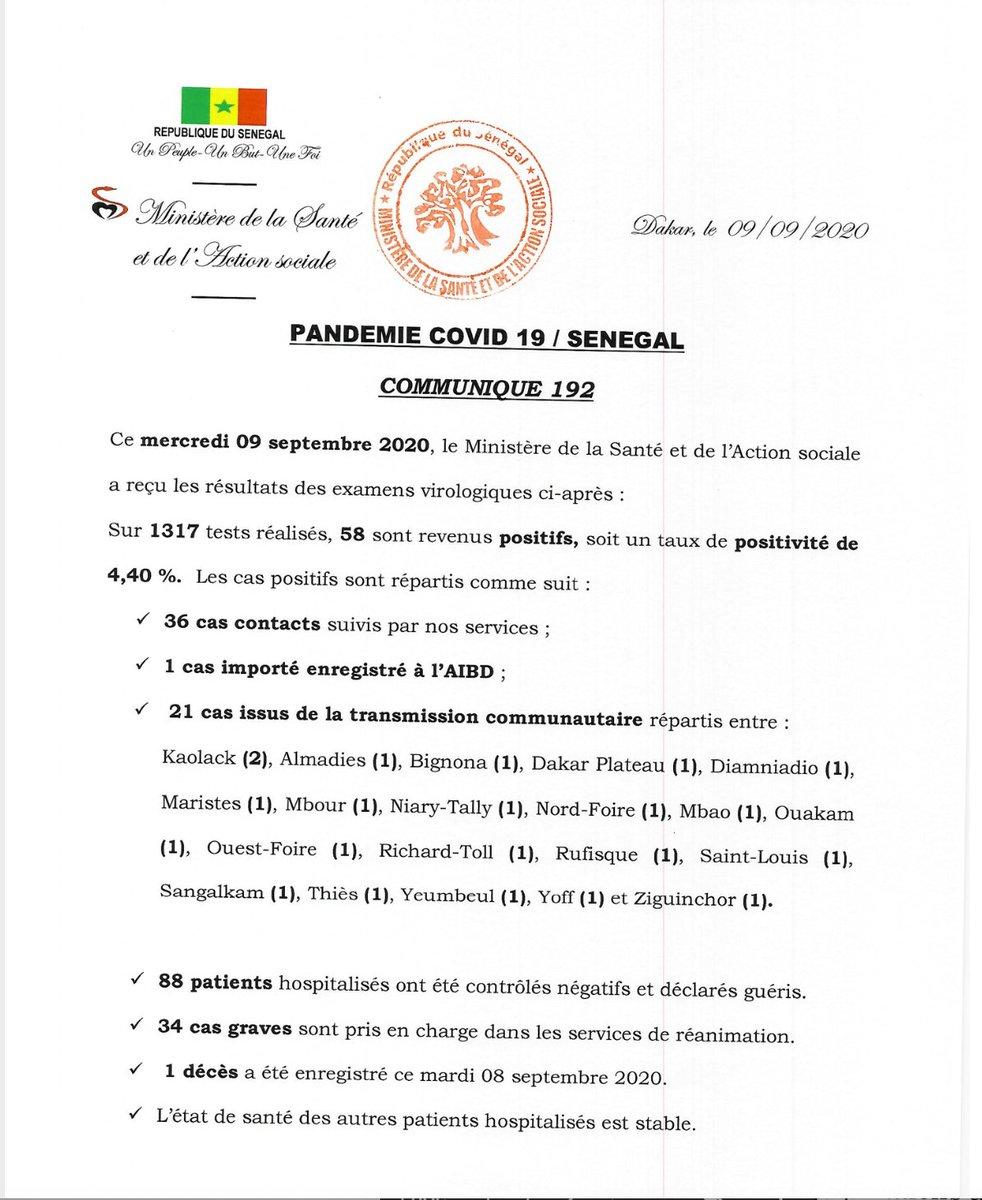 REPUBLIQUE DU SENEGAL
Un Peuple-Un But-Une Foi
Ministère de la Santé
et de l'Action sociale
★ République du Sénégal ★
MINISTÈRE DE LA SANTÉ ET DE L'ACTION SOCIALE
Dakar, le 09/09/2020
PANDEMIE COVID 19 / SENEGAL
COMMUNIQUE 192
Ce mercredi 09 septembre 2020, le Ministère de la Santé et de l'Action sociale
a reçu les résultats des examens virologiques ci-après :
Sur 1317 tests réalisés, 58 sont revenus positifs, soit un taux de positivité de
4,40 %. Les cas positifs sont répartis comme suit :
✓ 36 cas contacts suivis par nos services ;
✓ 1 cas importé enregistré à l'AIBD ;
✓ 21 cas issus de la transmission communautaire répartis entre :
Kaolack (2), Almadies (1), Bignona (1), Dakar Plateau (1), Diamniadio (1),
Maristes (1), Mbour (1), Niary-Tally (1), Nord-Foire (1), Mbao (1), Ouakam
(1), Ouest-Foire (1), Richard-Toll (1), Rufisque (1), Saint-Louis (1),
Sangalkam (1), Thiès (1), Yeumbeul (1), Yoff (1) et Ziguinchor (1).
✓ 88 patients hospitalisés ont été contrôlés négatifs et déclarés guéris.
✓ 34 cas graves sont pris en charge dans les services de réanimation.
✓ 1 décès a été enregistré ce mardi 08 septembre 2020.
✓ L'état de santé des autres patients hospitalisés est stable.